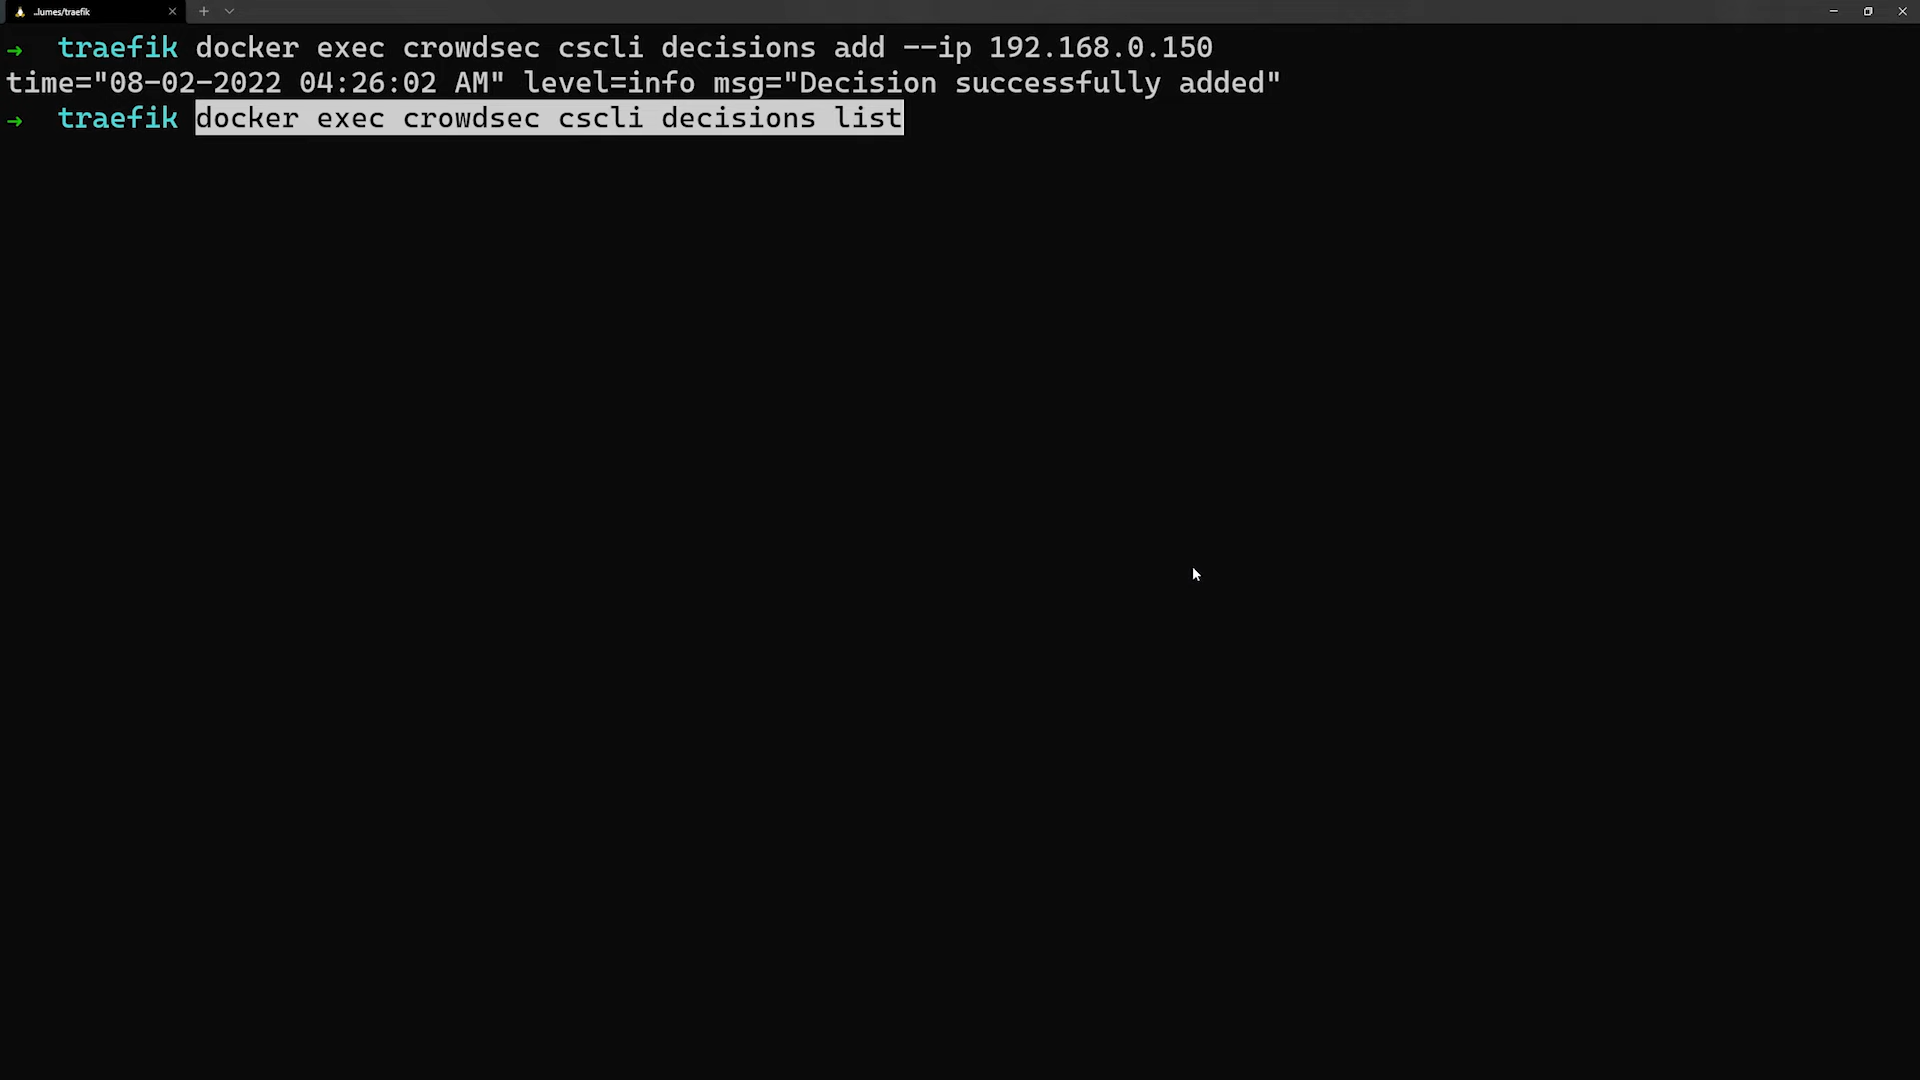 ..lumes/traefik
→ traefik docker exec crowdsec cscli decisions add --ip 192.168.0.150
time="08-02-2022 04:26:02 AM" level=info msg="Decision successfully added"
→ traefik docker exec crowdsec cscli decisions list